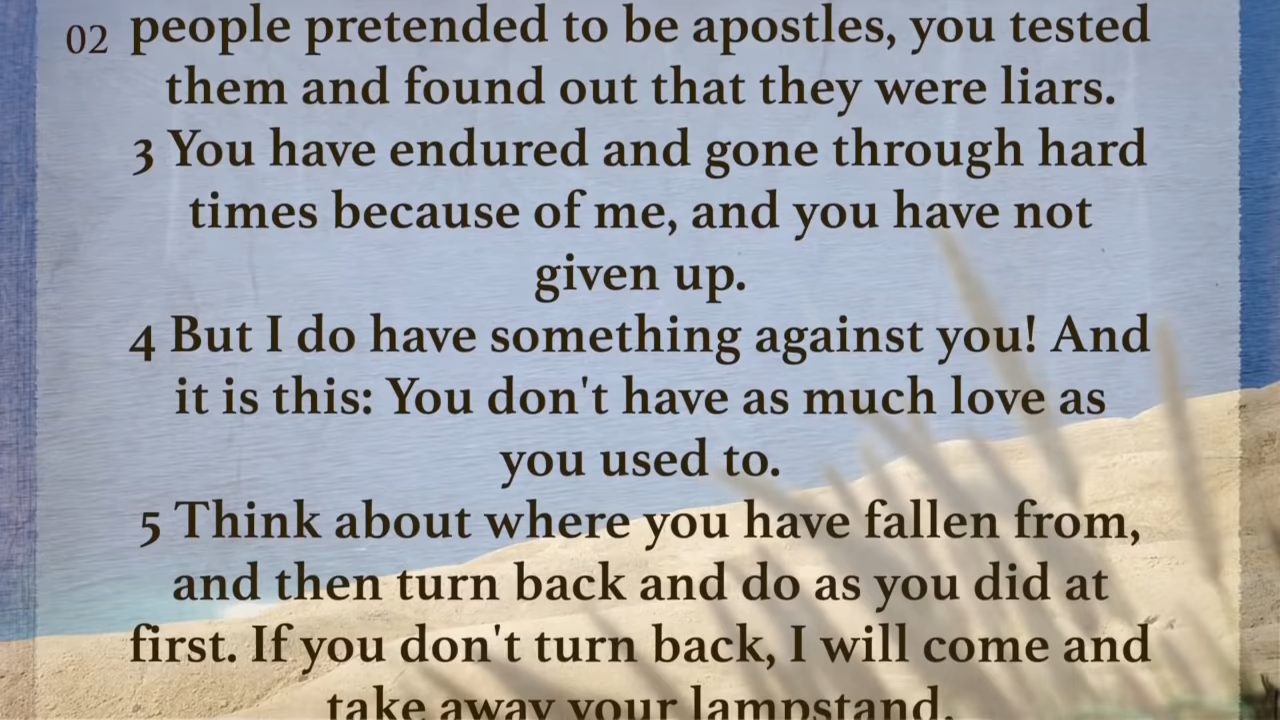 02 people pretended to be apostles, you tested
them and found out that they were liars.
3 You have endured and gone through hard
times because of me, and you have not
given up.
4 But I do have something against you! And
it is this: You don't have as much love as
you used to.
5 Think about where you have fallen from,
and then turn back and do as you did at
first. If you don't turn back, I will come and
take away your lampstand.